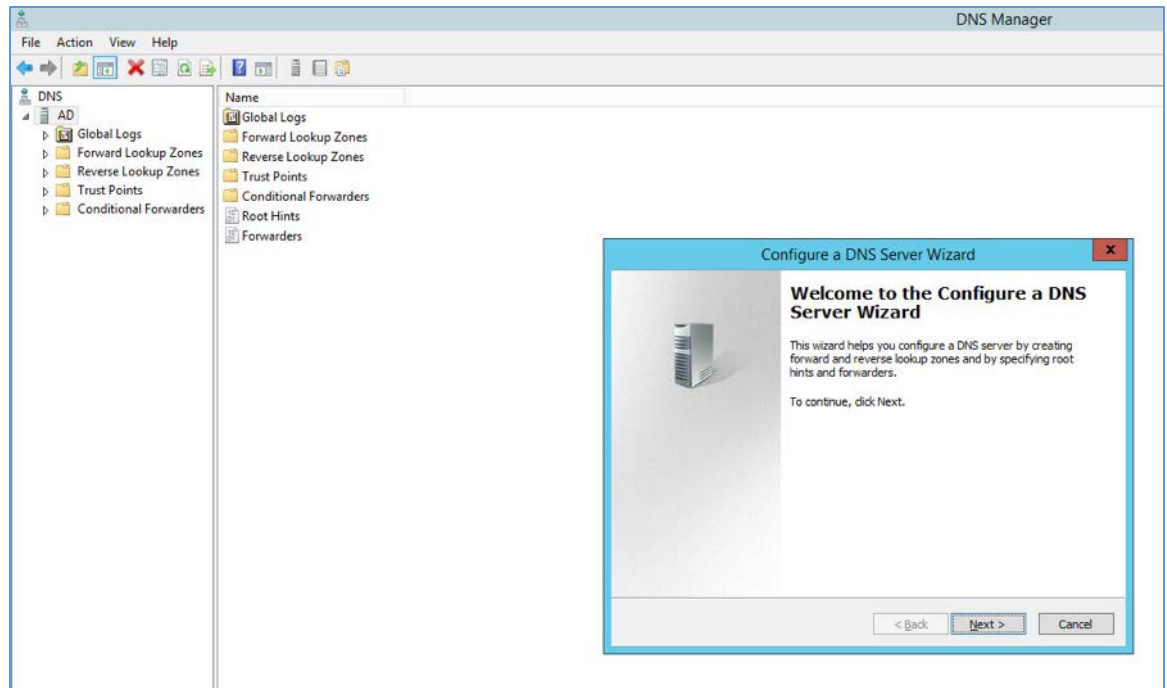 DNS Manager
File Action View Help
DNS
AD
Global Logs
Forward Lookup Zones
Reverse Lookup Zones
Trust Points
Conditional Forwarders
Name
Global Logs
Forward Lookup Zones
Reverse Lookup Zones
Trust Points
Conditional Forwarders
Root Hints
Forwarders
Configure a DNS Server Wizard
x
Welcome to the Configure a DNS
Server Wizard
This wizard helps you configure a DNS server by creating
forward and reverse lookup zones and by specifying root
hints and forwarders.
To continue, click Next.
< Back Next > Cancel